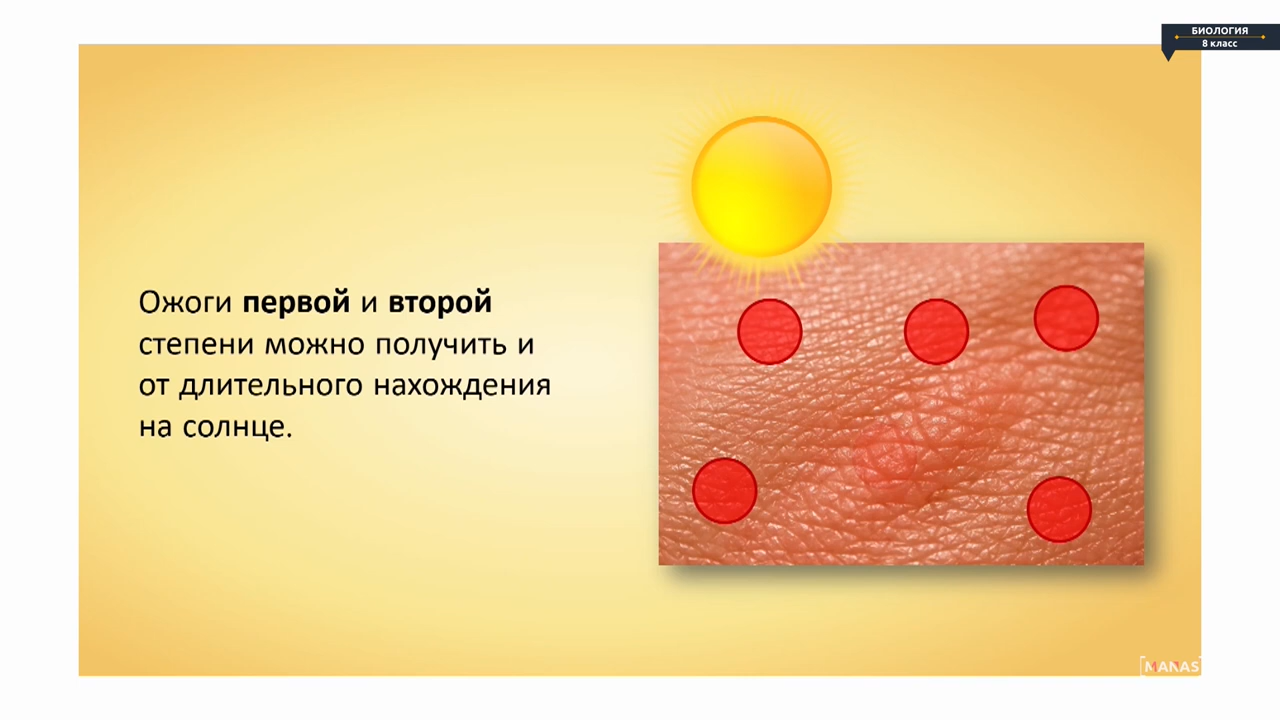 БИОЛОГИЯ
8 класс
Ожоги первой и второй
степени можно получить и
от длительного нахождения
на солнце.
MANAS